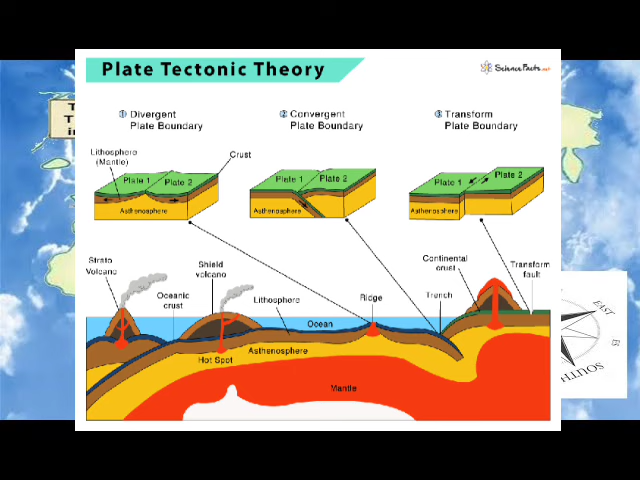 Plate Tectonic Theory
ScienceFacts.net
① Divergent
Plate Boundary
② Convergent
Plate Boundary
③ Transform
Plate Boundary
Lithosphere
(Mantle)
Crust
Plate 1
Plate 2
Asthenosphere
Plate 1
Plate 2
Asthenosphere
Plate 1
Plate 2
Asthenosphere
Strato
Volcano
Oceanic
crust
Shield
volcano
Lithosphere
Ridge
Continental
crust
Trench
Transform
fault
Ocean
Hot Spot
Asthenosphere
Mantle
EAST
SOUTH